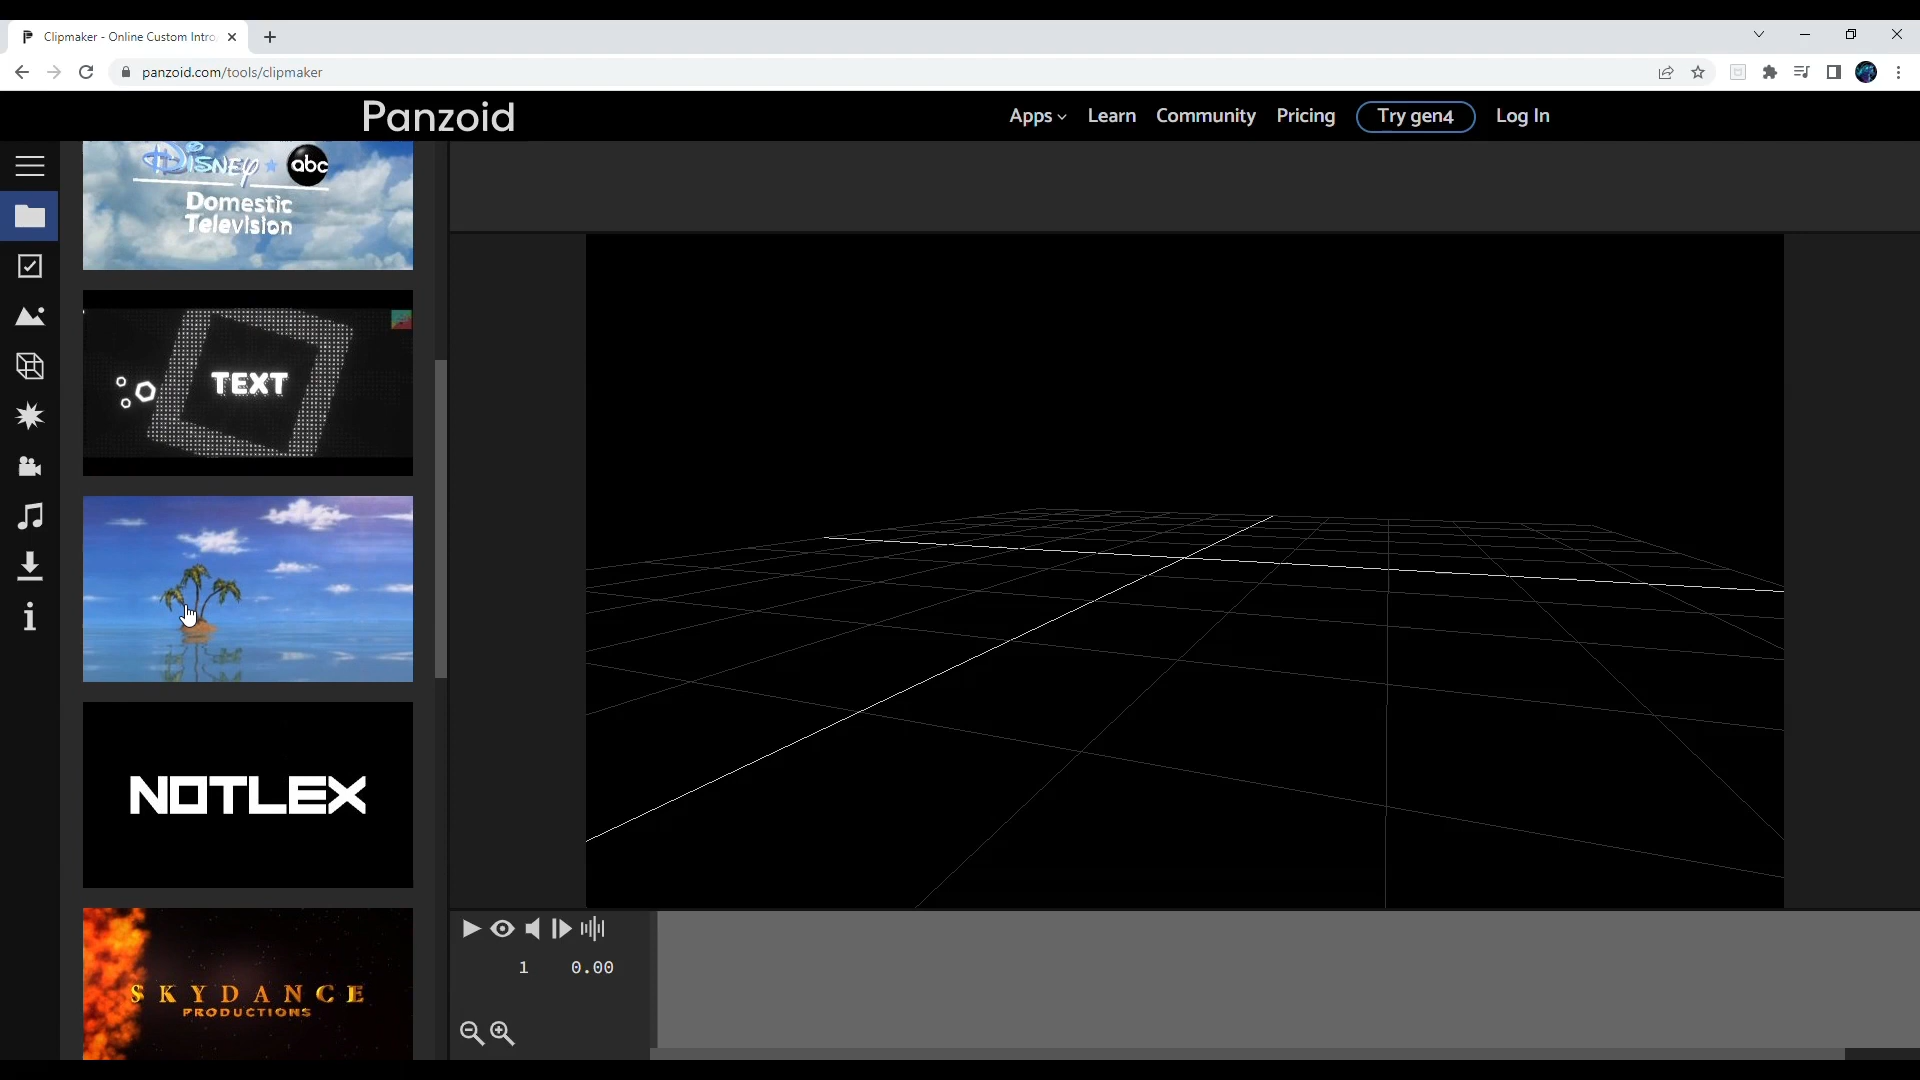 Clipmaker - Online Custom Intro
panzoid.com/tools/clipmaker
Panzoid
Apps
Learn
Community
Pricing
Try gen4
Log In
Disney abc
Domestic
Television
TEXT
NOTLEX
SKYDANCE
PRODUCTIONS
1 0.00